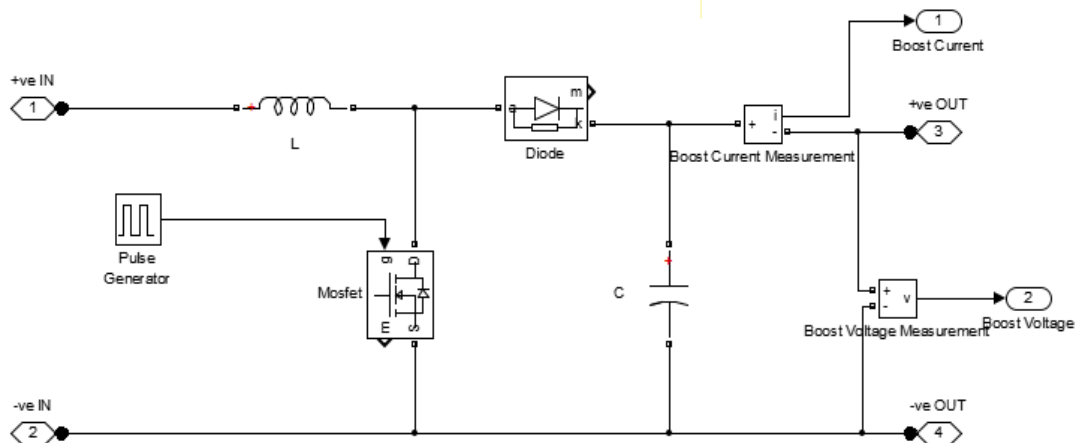 1
Boost Current
+ve IN
1
L
a
m
k
Diode
+
i
-
Boost Current Measurement
+ve OUT
3
Pulse
Generator
g
D
Mosfet
m
S
C
+
-
v
Boost Voltage Measurement
2
Boost Voltage
-ve IN
2
-ve OUT
4